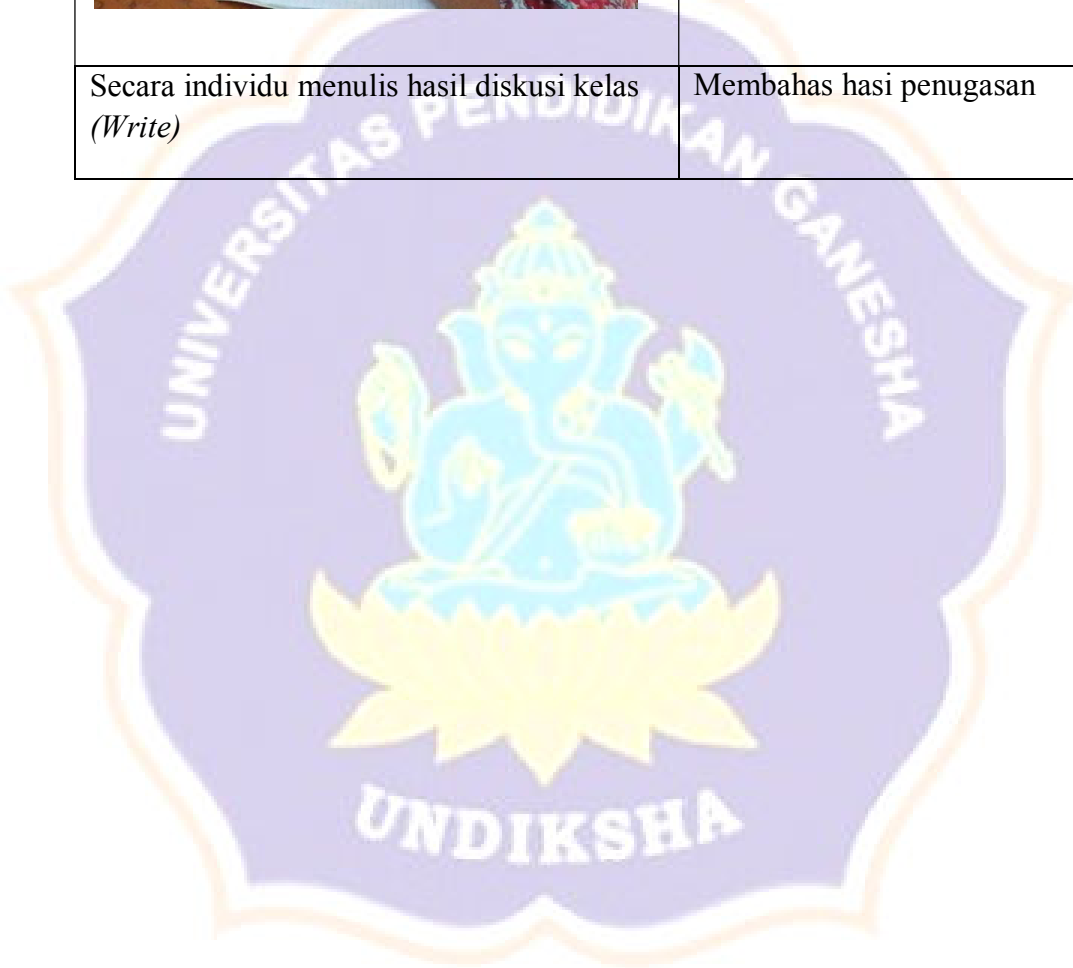 Secara individu menulis hasil diskusi kelas
(Write)
Membahas hasi penugasan
UNIVERSITAS PENDIDIKAN GANESHA
UNDIKSHA